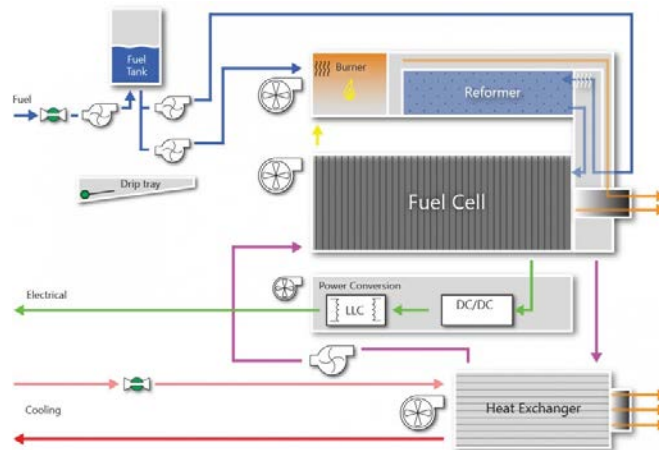 Fuel
Tank
Burner
Reformer
Fuel
Drip tray
Fuel Cell
Electrical
Power Conversion
LLC
DC/DC
Cooling
Heat Exchanger